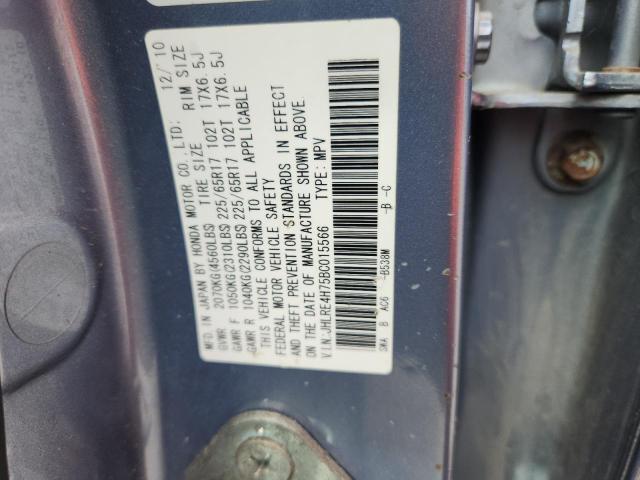 MFD. IN JAPAN BY HONDA MOTOR CO., LTD. 12/10
TIRE SIZE RIM SIZE
GVWR 2070KG(4560LBS)
GAWR F 1050KG(2310LBS) 225/65R17 102T 17X6.5J
GAWR R 1040KG(2290LBS) 225/65R17 102T 17X6.5J
THIS VEHICLE CONFORMS TO ALL APPLICABLE
FEDERAL MOTOR VEHICLE SAFETY
AND THEFT PREVENTION STANDARDS IN EFFECT
ON THE DATE OF MANUFACTURE SHOWN ABOVE.
V.I.N.:JHLRE4H75BC015566 TYPE: MPV
SWA B AC6 -B538M -B -C